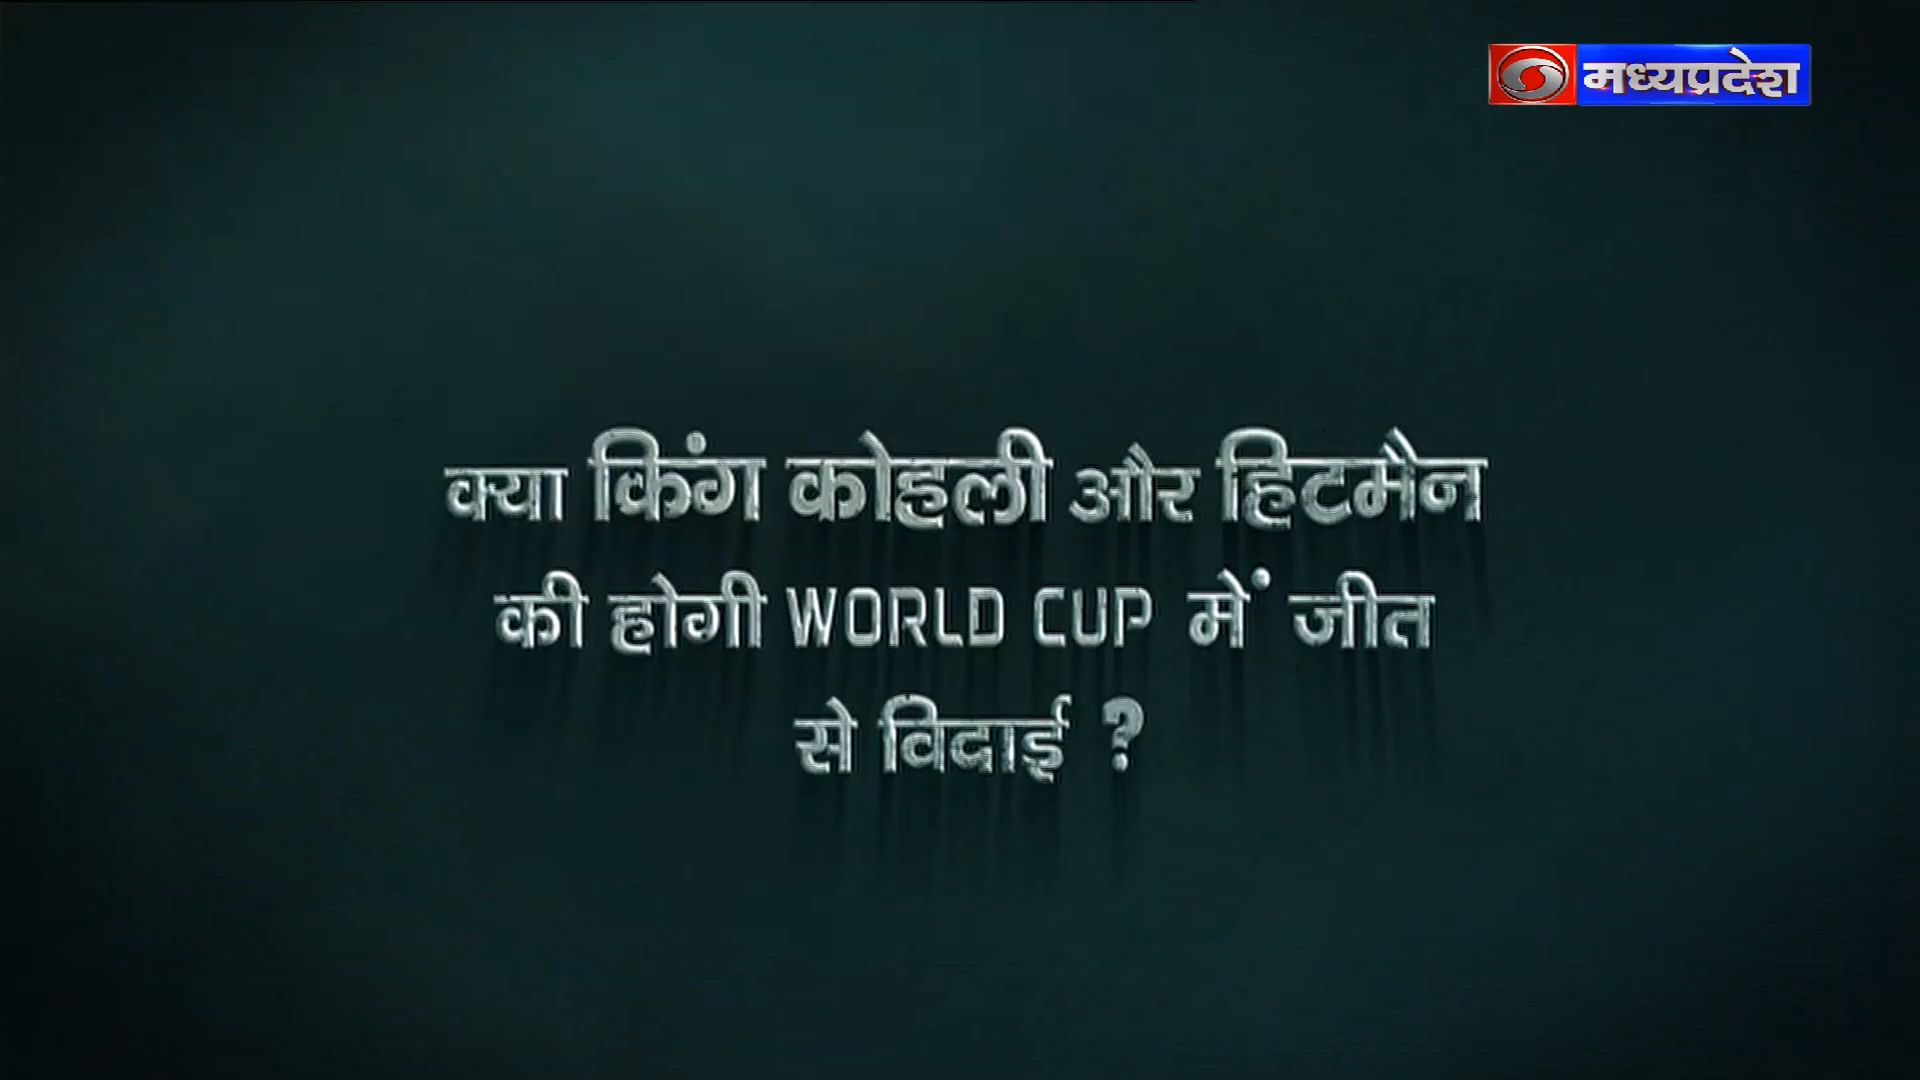 मध्यप्रदेश
क्या किंग कोहली और हिटमैन
की होगी WORLD CUP में जीत
से विदाई ?